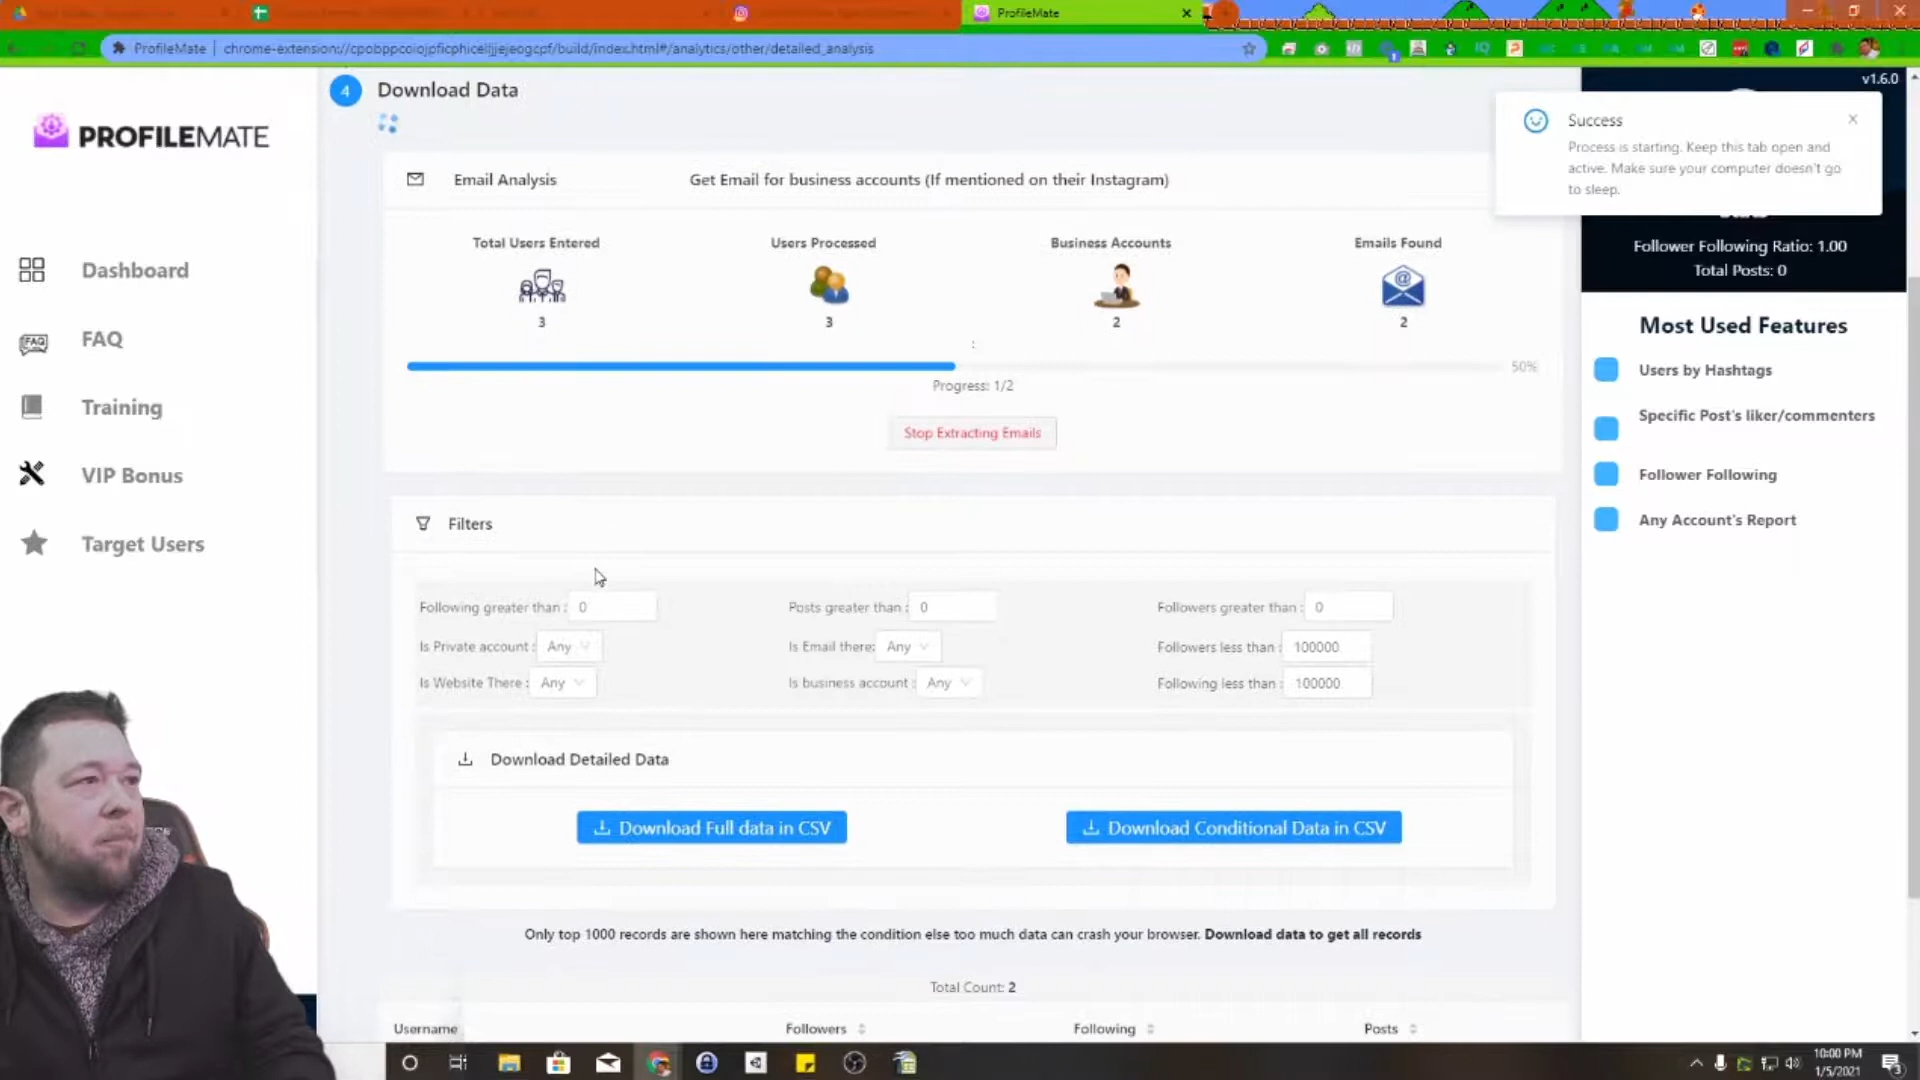 ProfileMate
ProfileMate | chrome-extension://cpobppcoiojpficphicelljjejeogcpf/build/index.html#/analytics/other/detailed_analysis
PROFILEMATE
Dashboard
FAQ
FAQ
Training
VIP Bonus
Target Users
4 Download Data
Email Analysis Get Email for business accounts (If mentioned on their Instagram)
Total Users Entered Users Processed Business Accounts Emails Found
3 3 2 2
:
50%
Progress: 1/2
Stop Extracting Emails
Filters
Following greater than : 0 Posts greater than : 0 Followers greater than : 0
Is Private account : Any Is Email there: Any Followers less than : 100000
Is Website There : Any Is business account : Any Following less than : 100000
Download Detailed Data
Download Full data in CSV Download Conditional Data in CSV
Only top 1000 records are shown here matching the condition else too much data can crash your browser. Download data to get all records
Total Count: 2
Username Followers Following Posts
v1.6.0
Success
Process is starting. Keep this tab open and
active. Make sure your computer doesn't go
to sleep.
Follower Following Ratio: 1.00
Total Posts: 0
Most Used Features
Users by Hashtags
Specific Post's liker/commenters
Follower Following
Any Account's Report
10:00 PM
1/5/2021
3